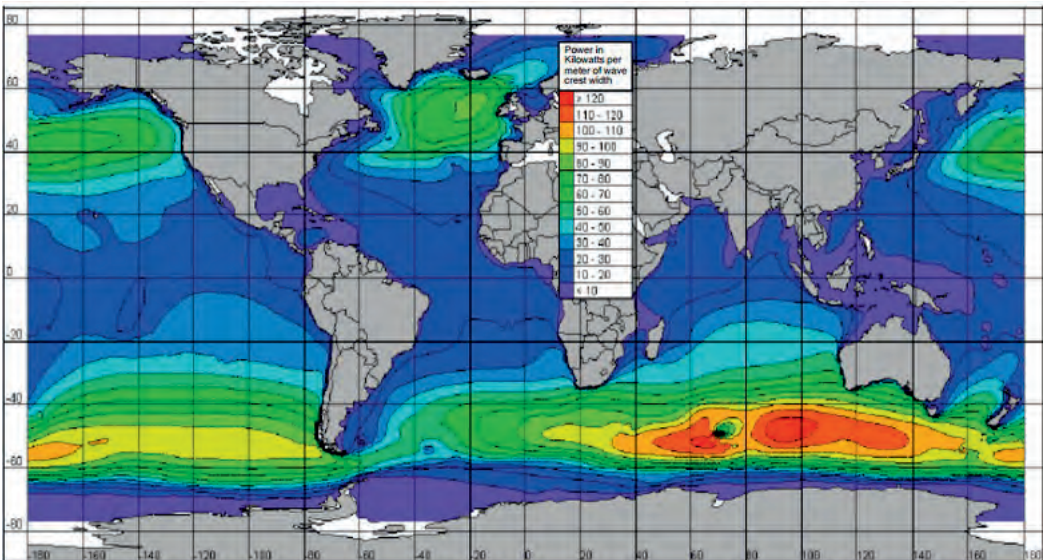 80
60
40
20
0
-20
-40
-60
-80
Power in
Kilowatts per
meter of wave
crest width
≥ 120
110 - 120
100 - 110
90 - 100
80 - 90
70 - 80
60 - 70
50 - 60
40 - 50
30 - 40
20 - 30
10 - 20
< 10
-180 -160 -140 -120 -100 -80 -60 -40 -20 0 20 40 60 80 100 120 140 160 180